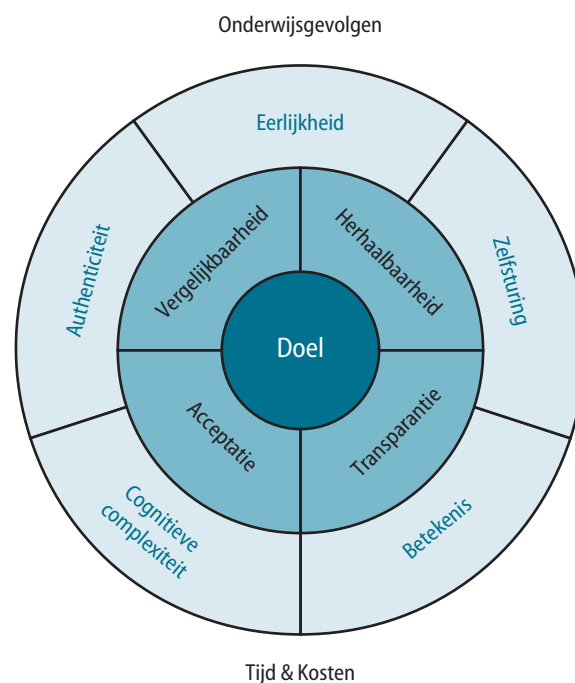 Onderwijsgevolgen
Eerlijkheid
Authenticiteit
Vergelijkbaarheid
Herhaalbaarheid
Zelfsturing
Doel
Acceptatie
Transparantie
Cognitieve
complexiteit
Betekenis
Tijd & Kosten